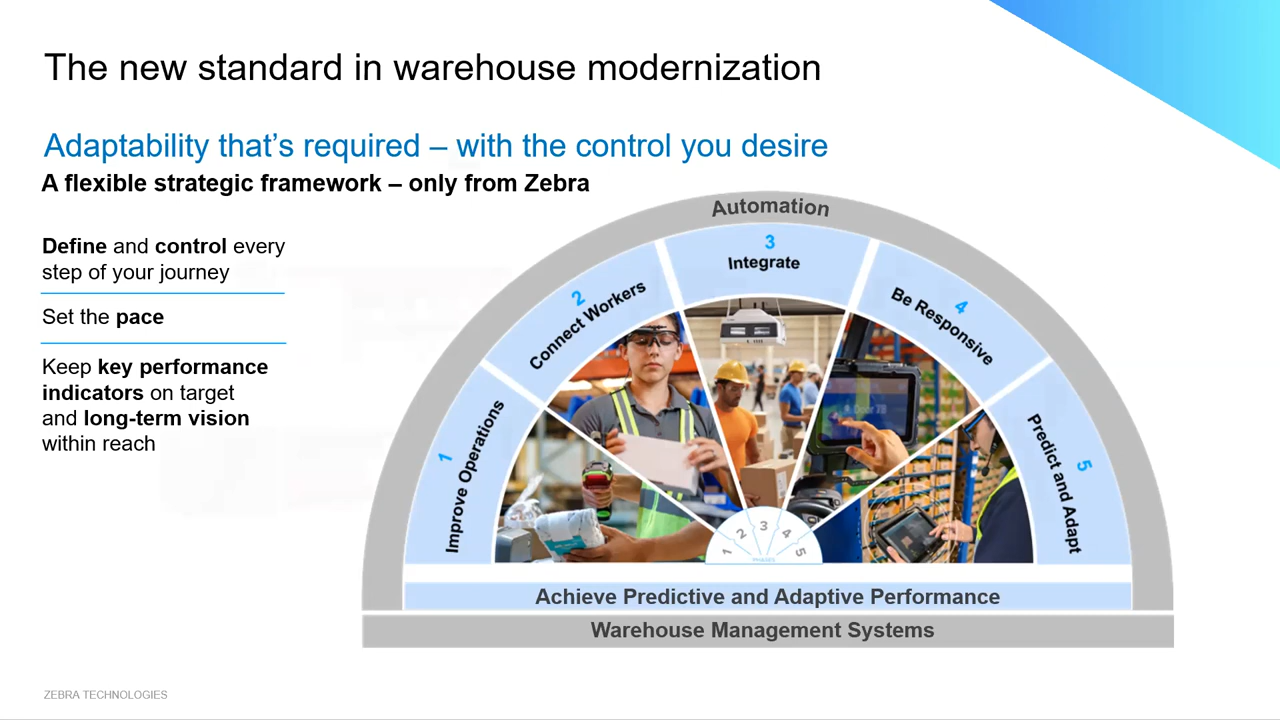 The new standard in warehouse modernization
Adaptability that’s required – with the control you desire
A flexible strategic framework – only from Zebra
Define and control every
step of your journey
Set the pace
Keep key performance
indicators on target
and long-term vision
within reach
Automation
1
Improve Operations
2
Connect Workers
3
Integrate
4
Be Responsive
5
Predict and Adapt
1
2
3
4
5
PHASES
Achieve Predictive and Adaptive Performance
Warehouse Management Systems
ZEBRA TECHNOLOGIES